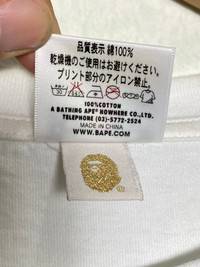 品質表示 綿100%
乾燥機のご使用はお避けください。
プリント部分のアイロン禁止。
100%COTTON
A BATHING APE® NOWHERE CO.,LTD.
TELEPHONE (03)-5772-2524
MADE IN CHINA
WWW.BAPE.COM
®